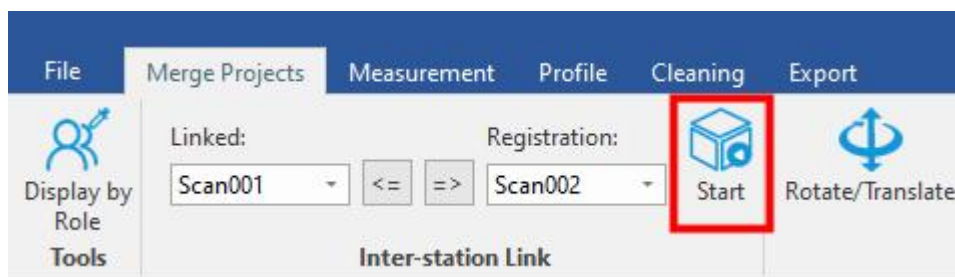 File Merge Projects Measurement Profile Cleaning Export
Linked: Registration:
Scan001 <= => Scan002
Display by
Role
Start
Rotate/Translate
Tools
Inter-station Link